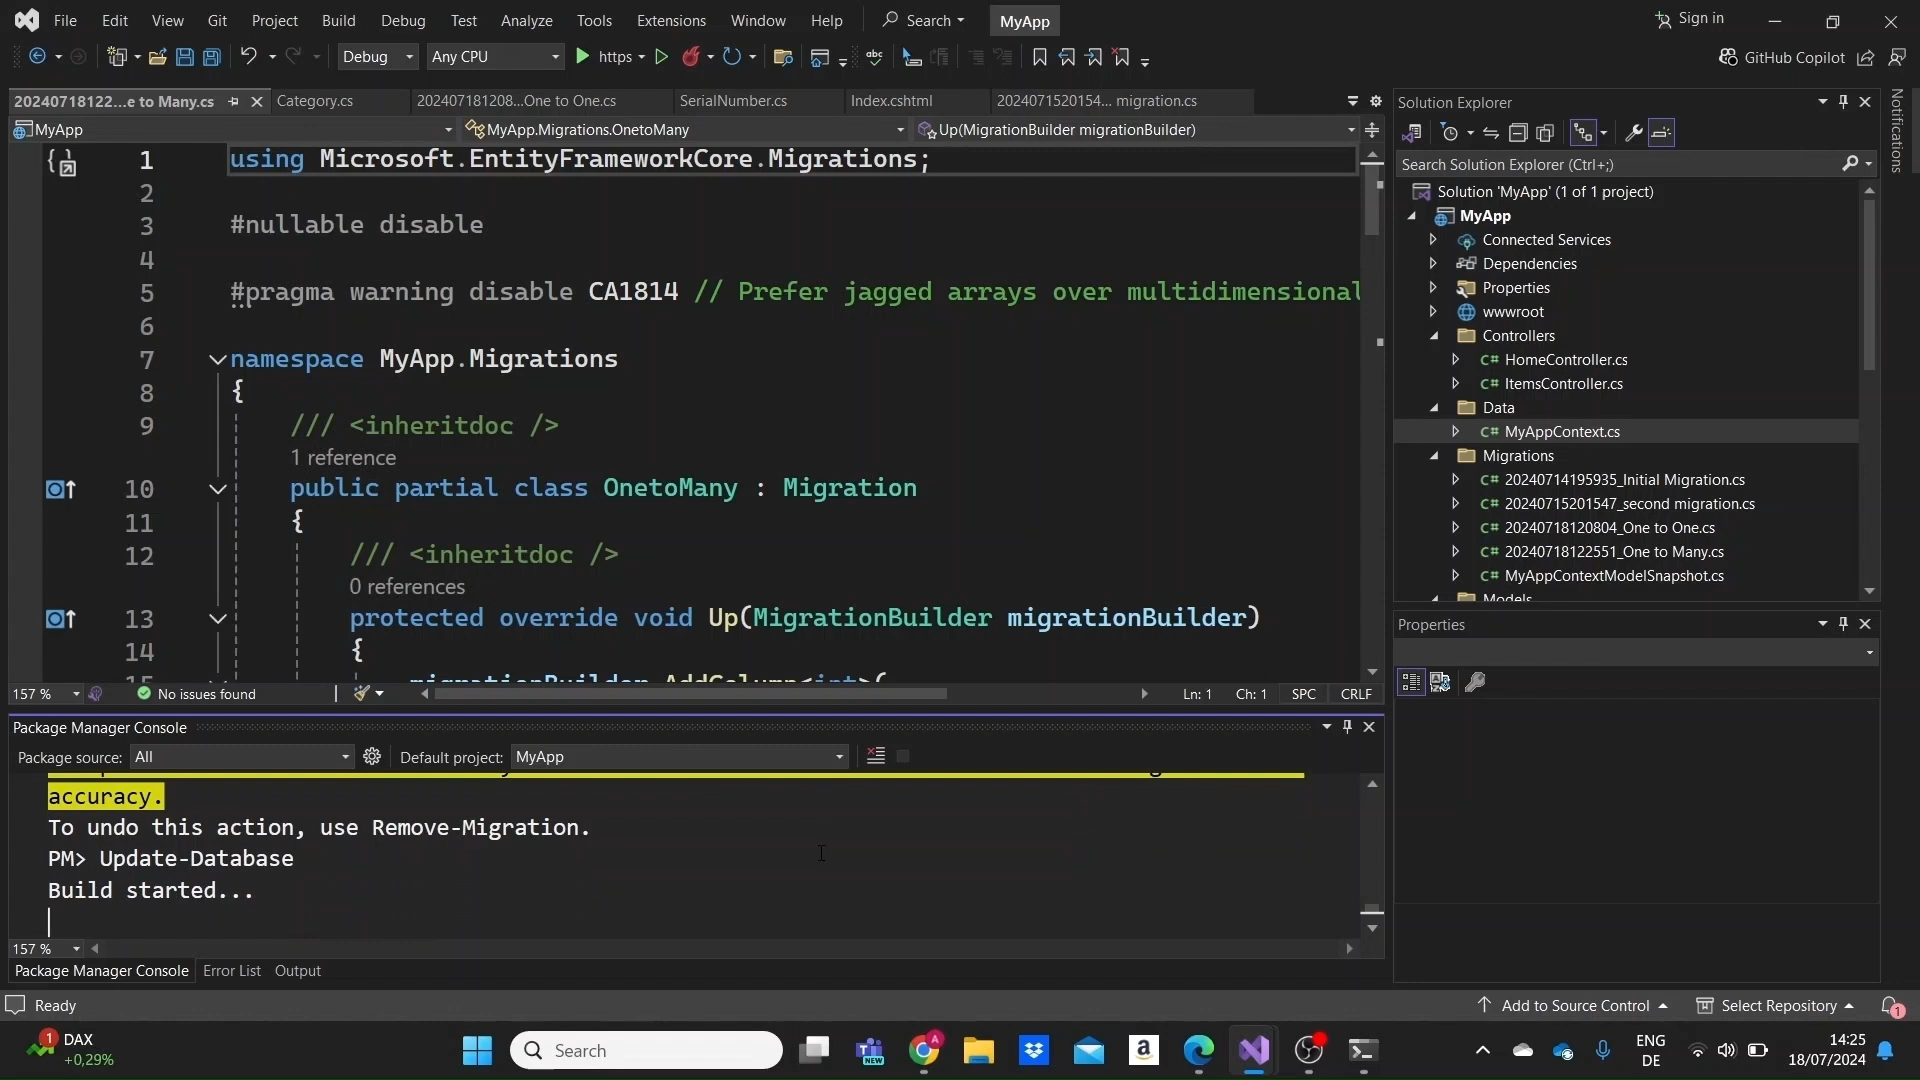 File Edit View Git Project Build Debug Test Analyze Tools Extensions Window Help Search MyApp Sign in
Debug Any CPU https GitHub Copilot
20240718122...e to Many.cs Category.cs 202407181208...One to One.cs SerialNumber.cs Index.cshtml 2024071520154... migration.cs
MyApp MyApp.Migrations.OnetoMany Up(MigrationBuilder migrationBuilder)
1 using Microsoft.EntityFrameworkCore.Migrations;
2
3 #nullable disable
4
5 #pragma warning disable CA1814 // Prefer jagged arrays over multidimensional
6
7 namespace MyApp.Migrations
8 {
9 /// <inheritdoc />
1 reference
10 public partial class OnetoMany : Migration
11 {
12 /// <inheritdoc />
0 references
13 protected override void Up(MigrationBuilder migrationBuilder)
14 {
15 migrationBuilder.AddColumn<int>(
157 % No issues found Ln: 1 Ch: 1 SPC CRLF
Package Manager Console
Package source: All Default project: MyApp
accuracy.
To undo this action, use Remove-Migration.
PM> Update-Database
Build started...
157 %
Package Manager Console Error List Output
Solution Explorer
Search Solution Explorer (Ctrl+;)
Solution 'MyApp' (1 of 1 project)
MyApp
Connected Services
Dependencies
Properties
wwwroot
Controllers
C# HomeController.cs
C# ItemsController.cs
Data
C# MyAppContext.cs
Migrations
C# 20240714195935_Initial Migration.cs
C# 20240715201547_second migration.cs
C# 20240718120804_One to One.cs
C# 20240718122551_One to Many.cs
C# MyAppContextModelSnapshot.cs
Models
Properties
Notifications
Ready Add to Source Control Select Repository 1
1 DAX
+0,29%
Search
NEW
A
ENG
DE
14:25
18/07/2024